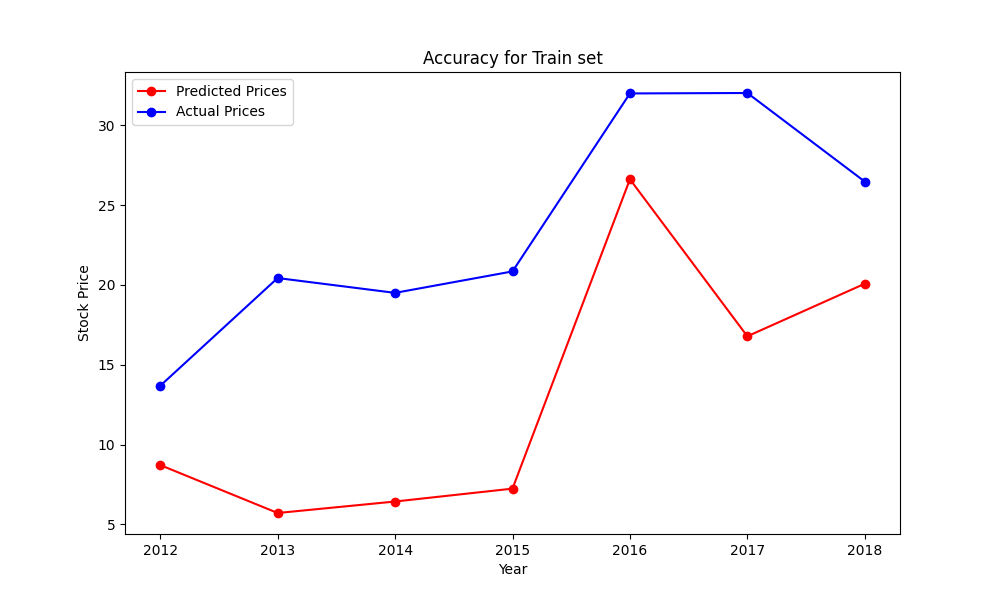 Accuracy for Train set
Predicted Prices
Actual Prices
Stock Price
30
25
20
15
10
5
2012 2013 2014 2015 2016 2017 2018
Year